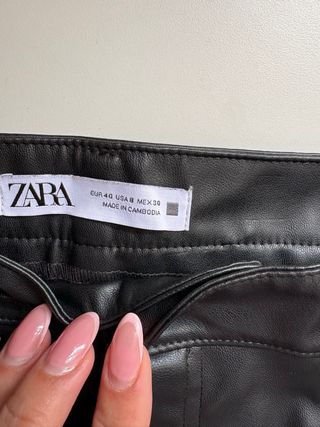 ZARA
EUR 40 USA 8 MEX 30
MADE IN CAMBODIA